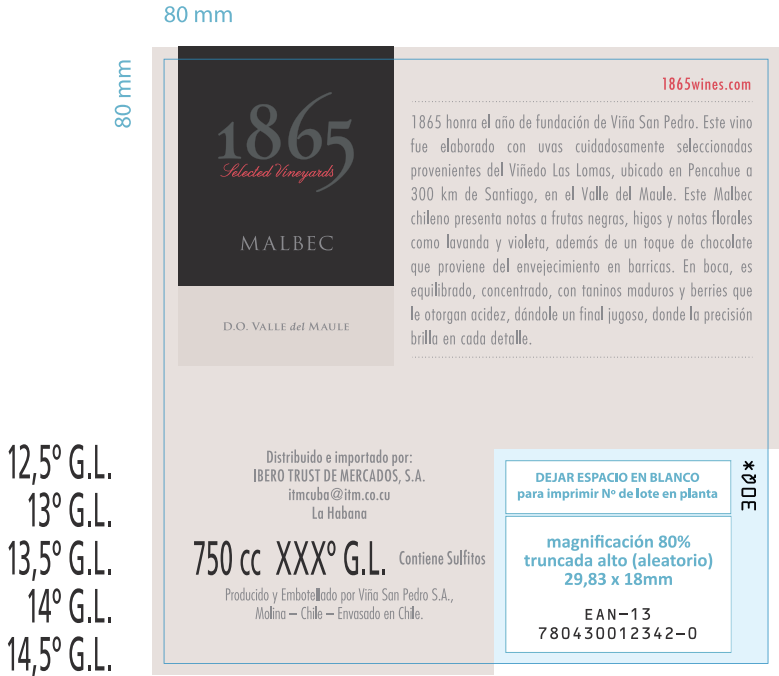 80 mm
80 mm
1865
Selected Vineyards
MALBEC
D.O. VALLE del MAULE
1865wines.com
1865 honra el año de fundación de Viña San Pedro. Este vino
fue elaborado con uvas cuidadosamente seleccionadas
provenientes del Viñedo Las Lomas, ubicado en Pencahue a
300 km de Santiago, en el Valle del Maule. Este Malbec
chileno presenta notas a frutas negras, higos y notas florales
como lavanda y violeta, además de un toque de chocolate
que proviene del envejecimiento en barricas. En boca, es
equilibrado, concentrado, con taninos maduros y berries que
le otorgan acidez, dándole un final jugoso, donde la precisión
brilla en cada detalle.
12,5° G.L.
13° G.L.
13,5° G.L.
14° G.L.
14,5° G.L.
Distribuido e importado por:
IBERO TRUST DE MERCADOS, S.A.
itmcuba@itm.co.cu
La Habana
750 cc XXX° G.L. Contiene Sulfitos
Producido y Embotellado por Viña San Pedro S.A.,
Molina – Chile – Envasado en Chile.
DEJAR ESPACIO EN BLANCO
para imprimir Nº de lote en planta
magnificación 80%
truncada alto (aleatorio)
29,83 x 18mm
EAN-13
780430012342-0